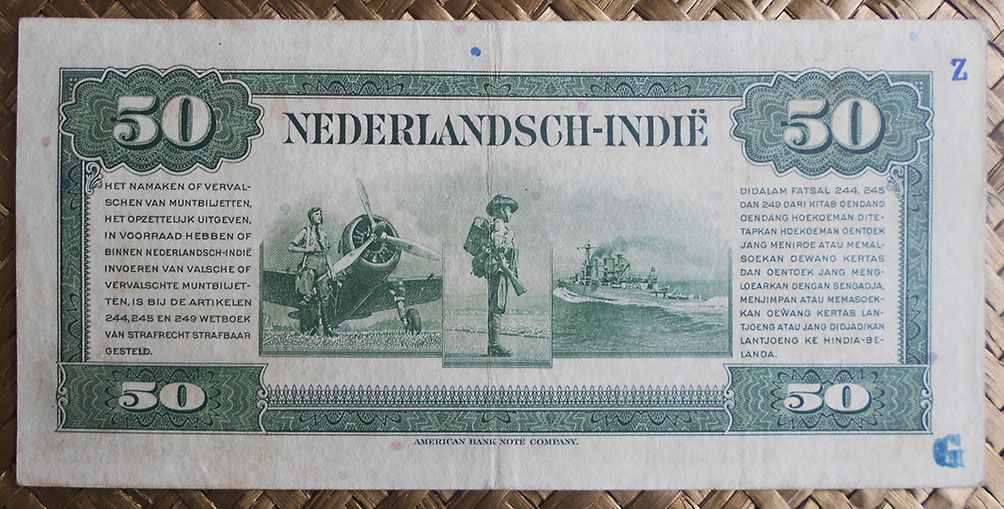 Z
50
NEDERLANDSCH-INDIË
50
HET NAMAKEN OF VERVAL-
SCHEN VAN MUNTBILJETTEN,
HET OPZETTELIJK UITGEVEN,
IN VOORRAAD HEBBEN OF
BINNEN NEDERLANDSCH-INDIË
INVOEREN VAN VALSCHE OF
VERVALSCHTE MUNTBILJET-
TEN, IS BIJ DE ARTIKELEN
244, 245 EN 249 WETBOEK
VAN STRAFRECHT STRAFBAAR
GESTELD.
DIDALAM FATSAL 244, 245
DAN 249 DARI KITAB OENDANG
OENDANG HOEKOEMAN DITE-
TAPKAN HOEKOEMAN OENTOEK
JANG MENIROE ATAU MEMAL-
SOEKAN OEWANG KERTAS
DAN OENTOEK JANG MENG-
LOEARKAN DENGAN SENGADJA,
MENJIMPAN ATAU MEMASOEK-
KAN OEWANG KERTAS LAN-
TJOENG ATAU JANG DIDJADIKAN
LANTJOENG KE HINDIA-BE-
LANDA.
50
50
AMERICAN BANK NOTE COMPANY.
G